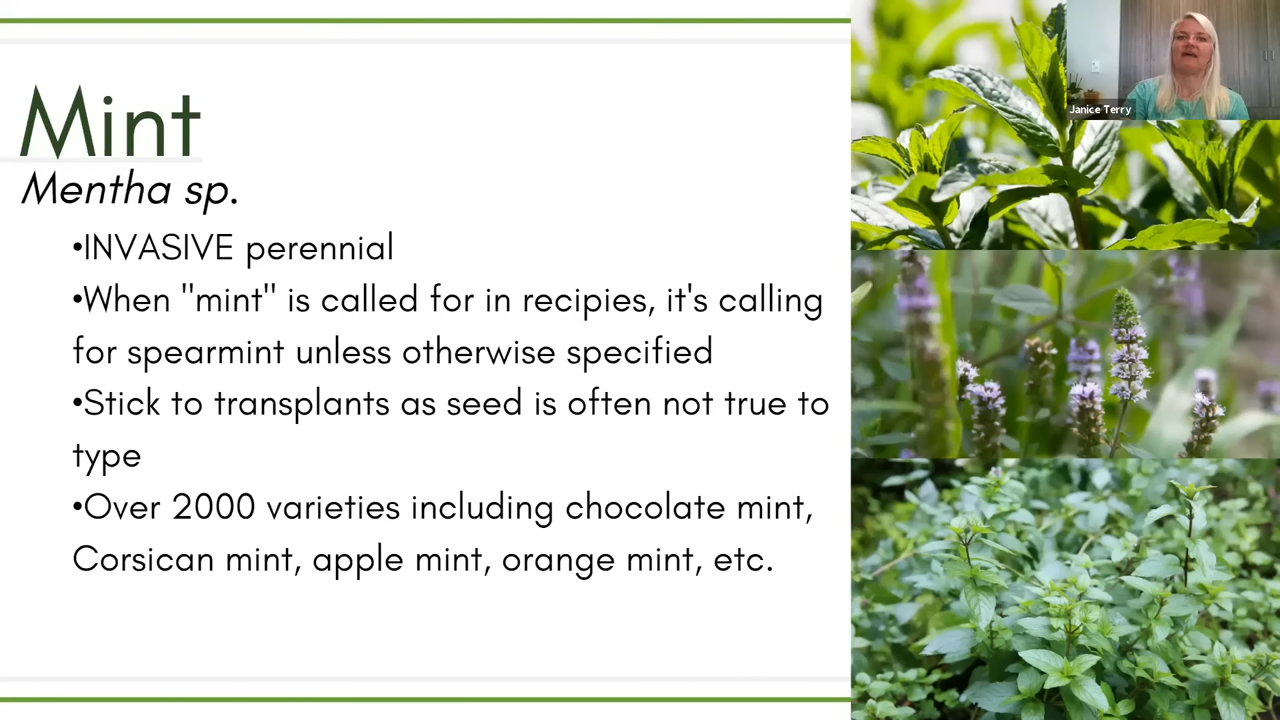 Mint
Mentha sp.
•INVASIVE perennial
•When "mint" is called for in recipies, it's calling
for spearmint unless otherwise specified
•Stick to transplants as seed is often not true to
type
•Over 2000 varieties including chocolate mint,
Corsican mint, apple mint, orange mint, etc.
Janice Terry